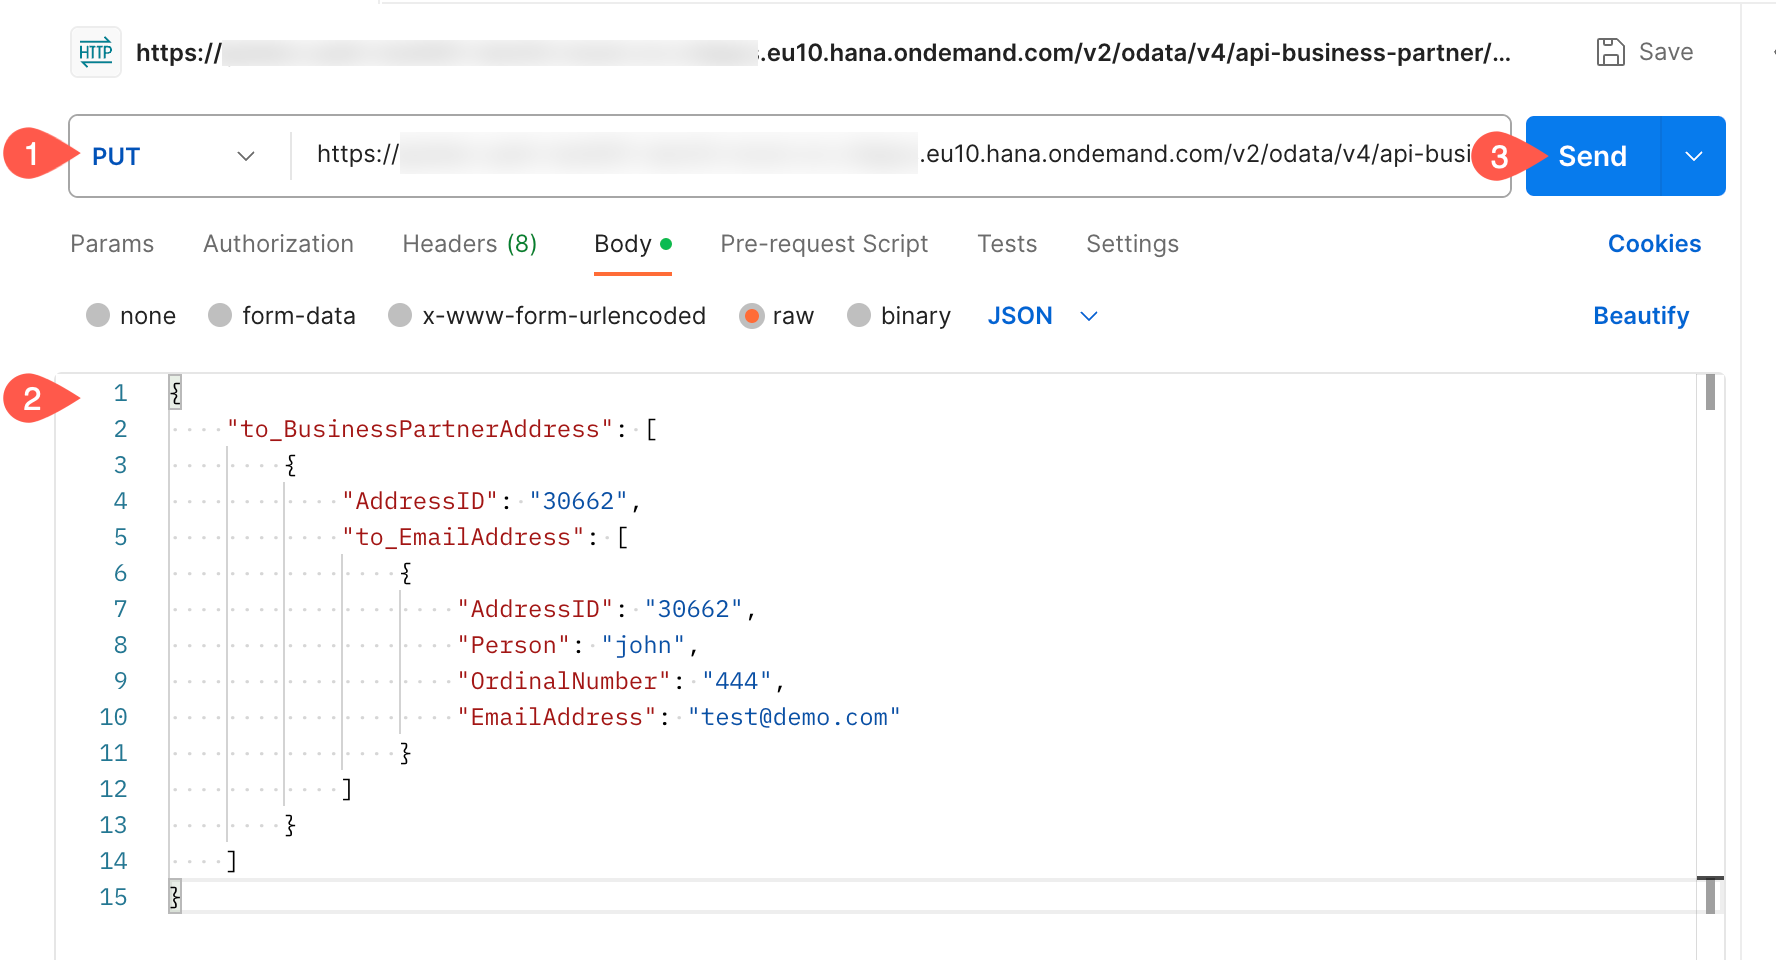 HTTP https://.eu10.hana.ondemand.com/v2/odata/v4/api-business-partner/... Save
1 PUT https://.eu10.hana.ondemand.com/v2/odata/v4/api-busi 3 Send
Params Authorization Headers (8) Body Pre-request Script Tests Settings Cookies
none form-data x-www-form-urlencoded raw binary JSON Beautify
2 1 {
2 "to_BusinessPartnerAddress": [
3 {
4 "AddressID": "30662",
5 "to_EmailAddress": [
6 {
7 "AddressID": "30662",
8 "Person": "john",
9 "OrdinalNumber": "444",
10 "EmailAddress": "test@demo.com"
11 }
12 ]
13 }
14 ]
15 }